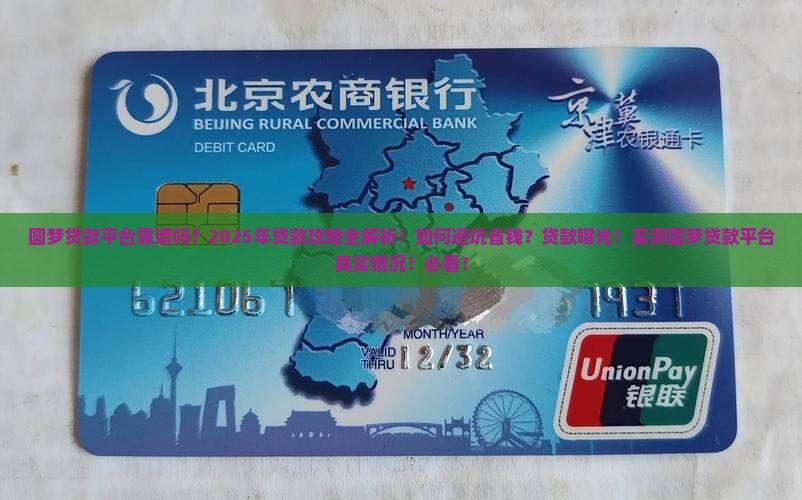 北京农商银行
BEIJING RURAL COMMERCIAL BANK
DEBIT CARD
京津冀
农银通卡
圆梦贷款平台靠谱吗？2025年贷款攻略全解析！如何避坑省钱？贷款曝光！实测圆梦贷款平台
真实情况！必看！
621067
7937
MONTH/YEAR
VALID
THRU 12/32
UnionPay
银联